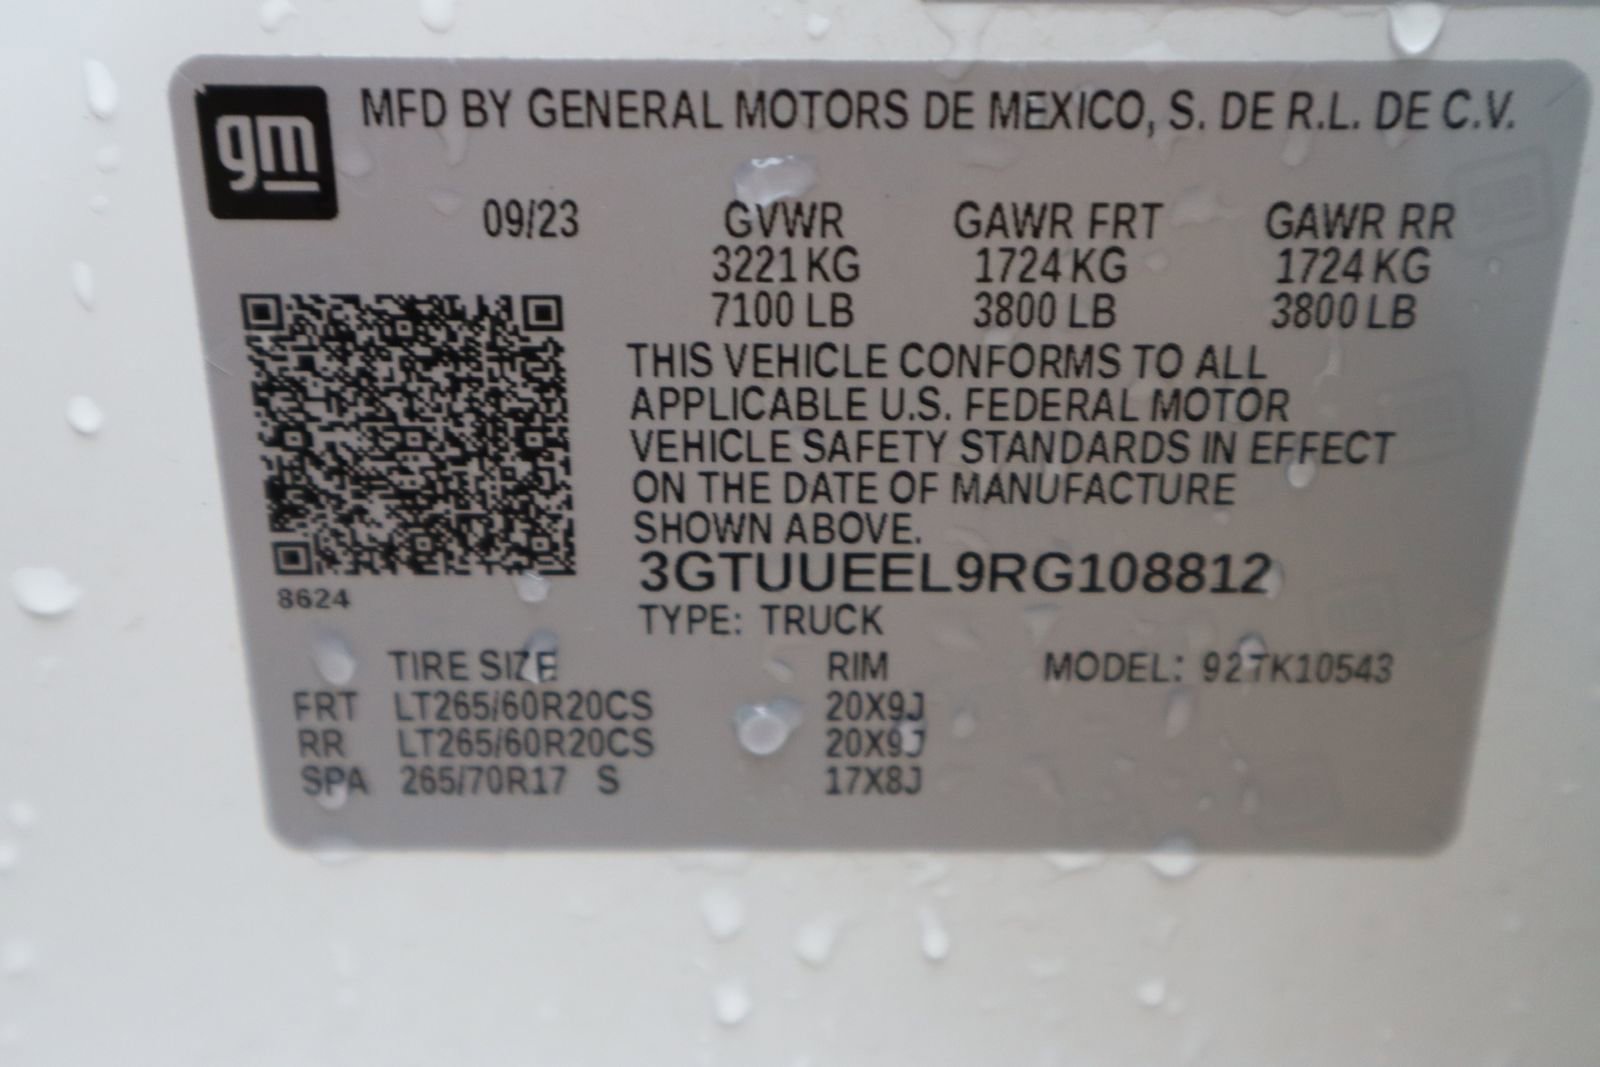 gm
MFD BY GENERAL MOTORS DE MEXICO, S. DE R.L. DE C.V.
09/23 GVWR GAWR FRT GAWR RR
3221 KG 1724 KG 1724 KG
7100 LB 3800 LB 3800 LB
THIS VEHICLE CONFORMS TO ALL
APPLICABLE U.S. FEDERAL MOTOR
VEHICLE SAFETY STANDARDS IN EFFECT
ON THE DATE OF MANUFACTURE
SHOWN ABOVE.
3GTUUEEL9RG108812
8624
TYPE: TRUCK
TIRE SIZE RIM MODEL: 92TK10543
FRT LT265/60R20CS 20X9J
RR LT265/60R20CS 20X9J
SPA 265/70R17 S 17X8J